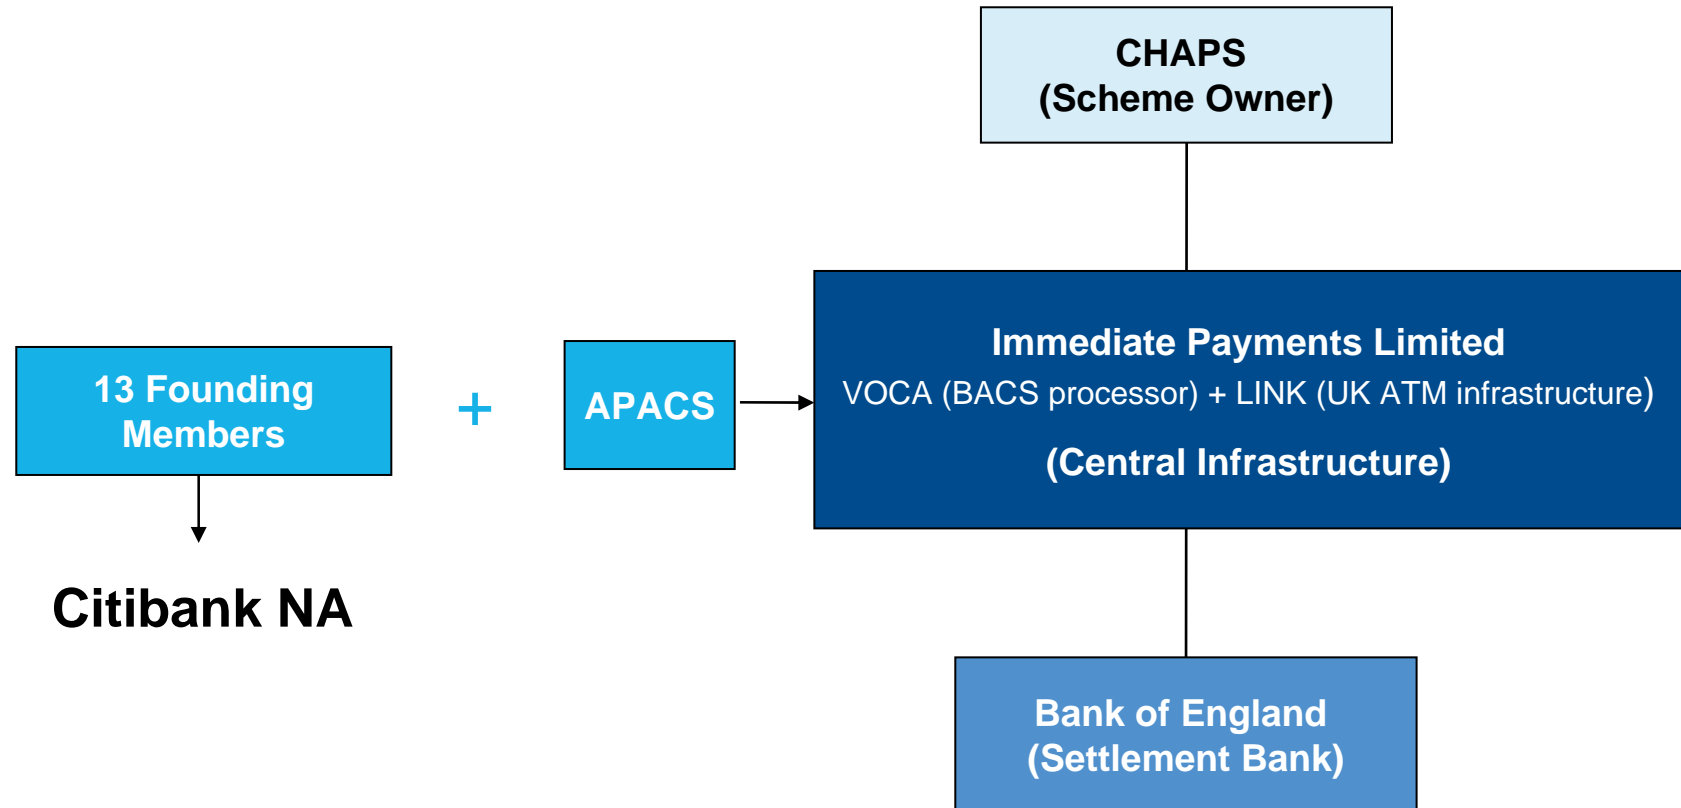 CHAPS
(Scheme Owner)
13 Founding
Members
+
APACS
Immediate Payments Limited
VOCA (BACS processor) + LINK (UK ATM infrastructure)
(Central Infrastructure)
Citibank NA
Bank of England
(Settlement Bank)